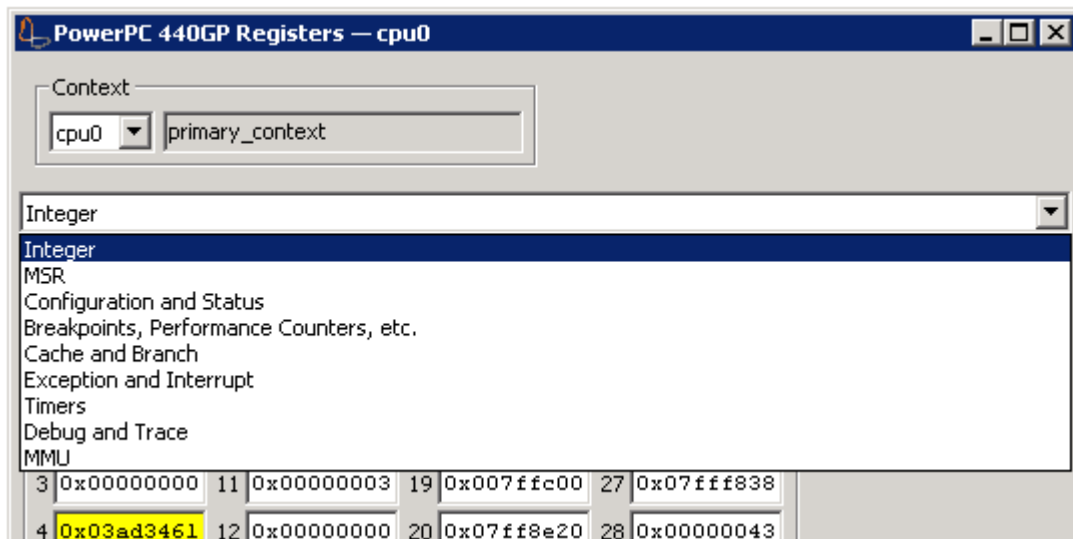 PowerPC 440GP Registers — cpu0
Context
cpu0 primary_context
Integer
Integer
MSR
Configuration and Status
Breakpoints, Performance Counters, etc.
Cache and Branch
Exception and Interrupt
Timers
Debug and Trace
MMU
3 0x00000000 11 0x00000003 19 0x007ffc00 27 0x07fff838
4 0x03ad3461 12 0x00000000 20 0x07ff8e20 28 0x00000043